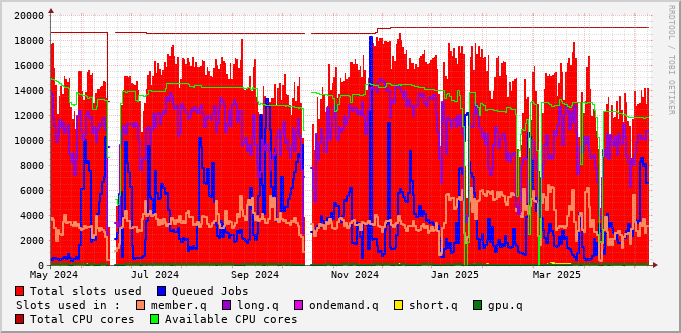 20000
18000
16000
14000
12000
10000
8000
6000
4000
2000
0
May 2024 Jul 2024 Sep 2024 Nov 2024 Jan 2025 Mar 2025
Total slots used Queued Jobs
Slots used in : member.q long.q ondemand.q short.q gpu.q
Total CPU cores Available CPU cores
RRDTOOL / TOBI OETIKER